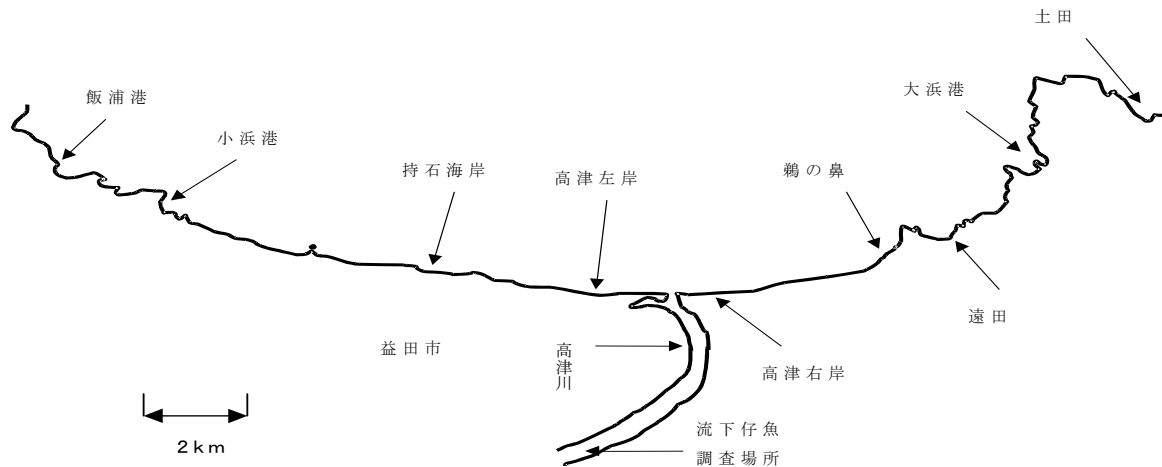 土田
飯浦港
大浜港
小浜港
持石海岸
高津左岸
鵜の鼻
遠田
益田市
高津川
高津右岸
流下仔魚
調査場所
2km